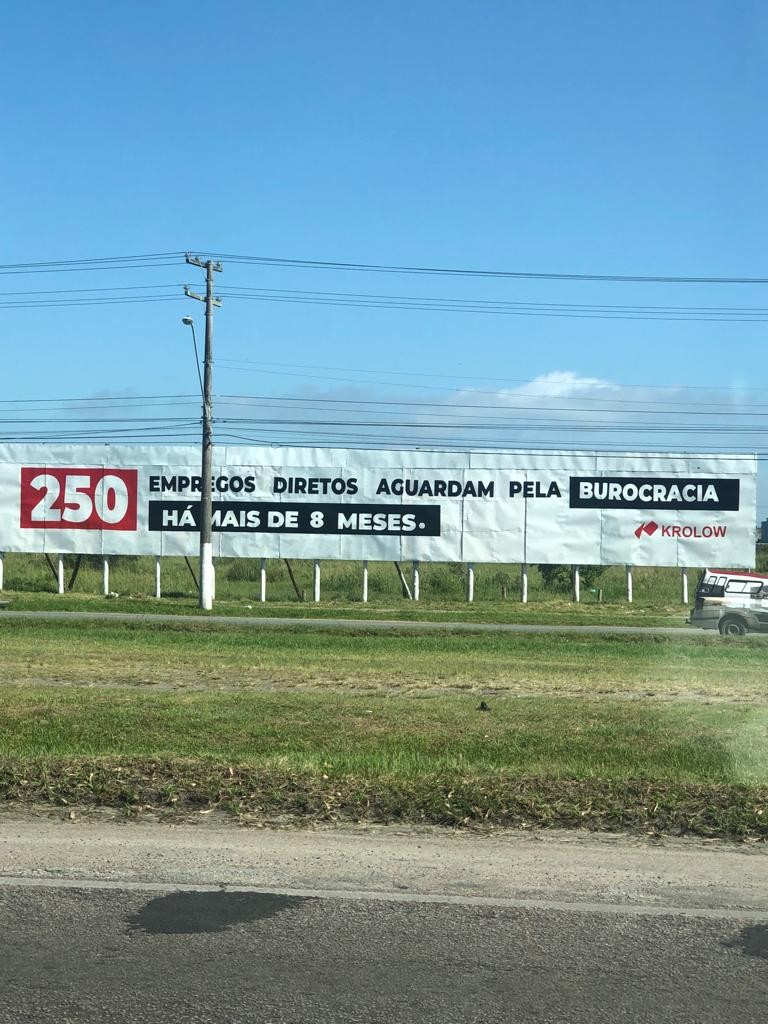 250 EMPREGOS DIRETOS AGUARDAM PELA BUROCRACIA
HÁ MAIS DE 8 MESES.
KROLOW